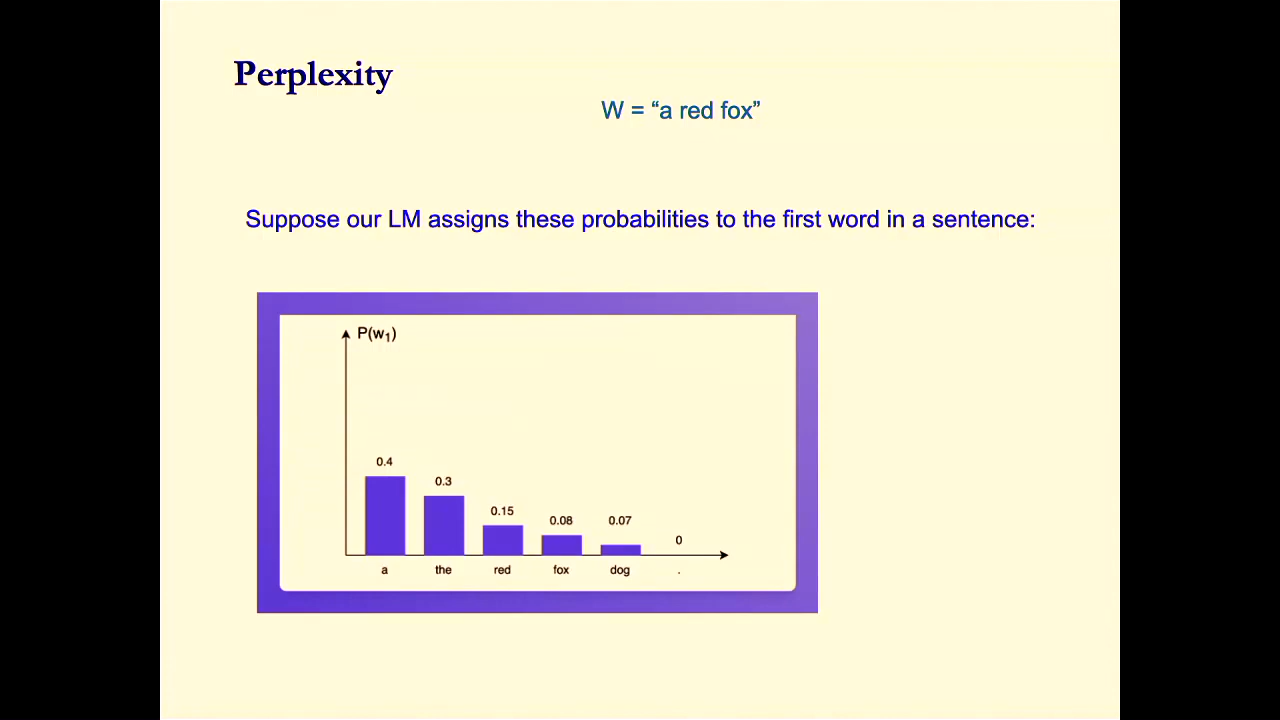 Perplexity
W = “a red fox”
Suppose our LM assigns these probabilities to the first word in a sentence:
P(w₁)
0.4
0.3
0.15
0.08
0.07
0
a the red fox dog .